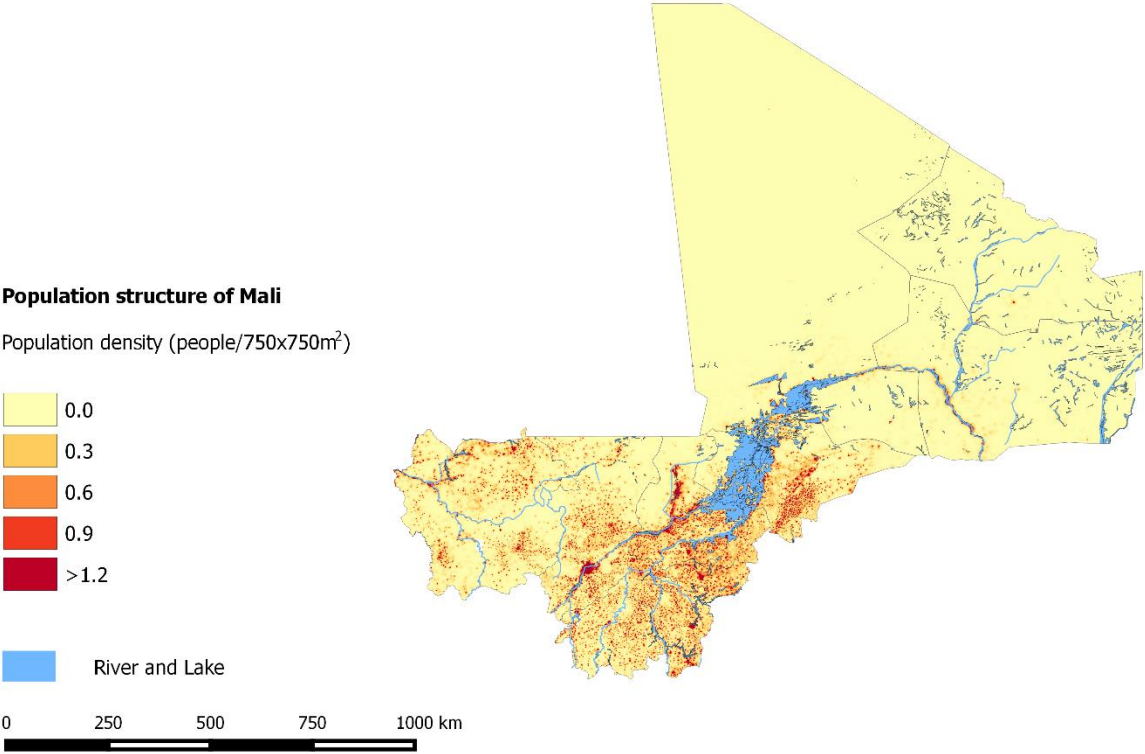 Population structure of Mali
Population density (people/750x750m²)
0.0
0.3
0.6
0.9
>1.2
River and Lake
0 250 500 750 1000 km